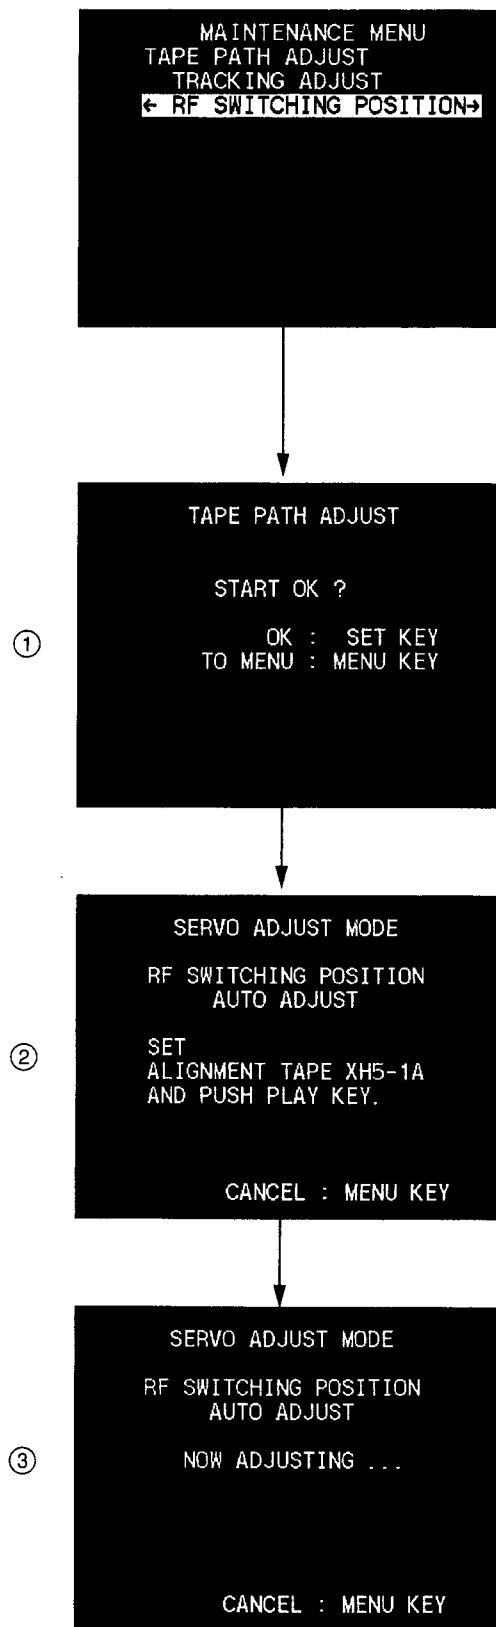 MAINTENANCE MENU
TAPE PATH ADJUST
TRACKING ADJUST
← RF SWITCHING POSITION→
①
TAPE PATH ADJUST
START OK ?
OK : SET KEY
TO MENU : MENU KEY
②
SERVO ADJUST MODE
RF SWITCHING POSITION
AUTO ADJUST
SET
ALIGNMENT TAPE XH5-1A
AND PUSH PLAY KEY.
CANCEL : MENU KEY
③
SERVO ADJUST MODE
RF SWITCHING POSITION
AUTO ADJUST
NOW ADJUSTING ...
CANCEL : MENU KEY